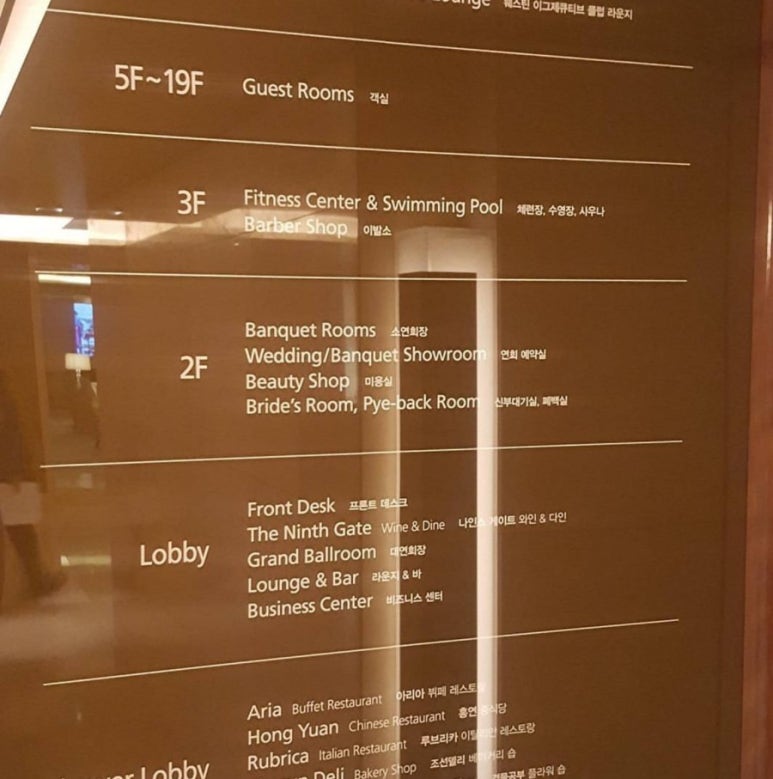 웨스틴 이그제큐티브 클럽 라운지
5F~19F Guest Rooms 객실
3F Fitness Center & Swimming Pool 체련장, 수영장, 사우나
Barber Shop 이발소
2F Banquet Rooms 소연회장
Wedding/Banquet Showroom 연회 예약실
Beauty Shop 미용실
Bride's Room, Pye-back Room 신부대기실, 폐백실
Lobby Front Desk 프론트 데스크
The Ninth Gate Wine & Dine 나인스 게이트 와인 & 다인
Grand Ballroom 대연회장
Lounge & Bar 라운지 & 바
Business Center 비즈니스 센터
Aria Buffet Restaurant 아리아 뷔페 레스토랑
Hong Yuan Chinese Restaurant 홍연 중식당
Lobby Rubrica Italian Restaurant 루브리카 이탈리안 레스토랑
Deli Bakery Shop 조선델리 베이커리 숍
플라워 숍